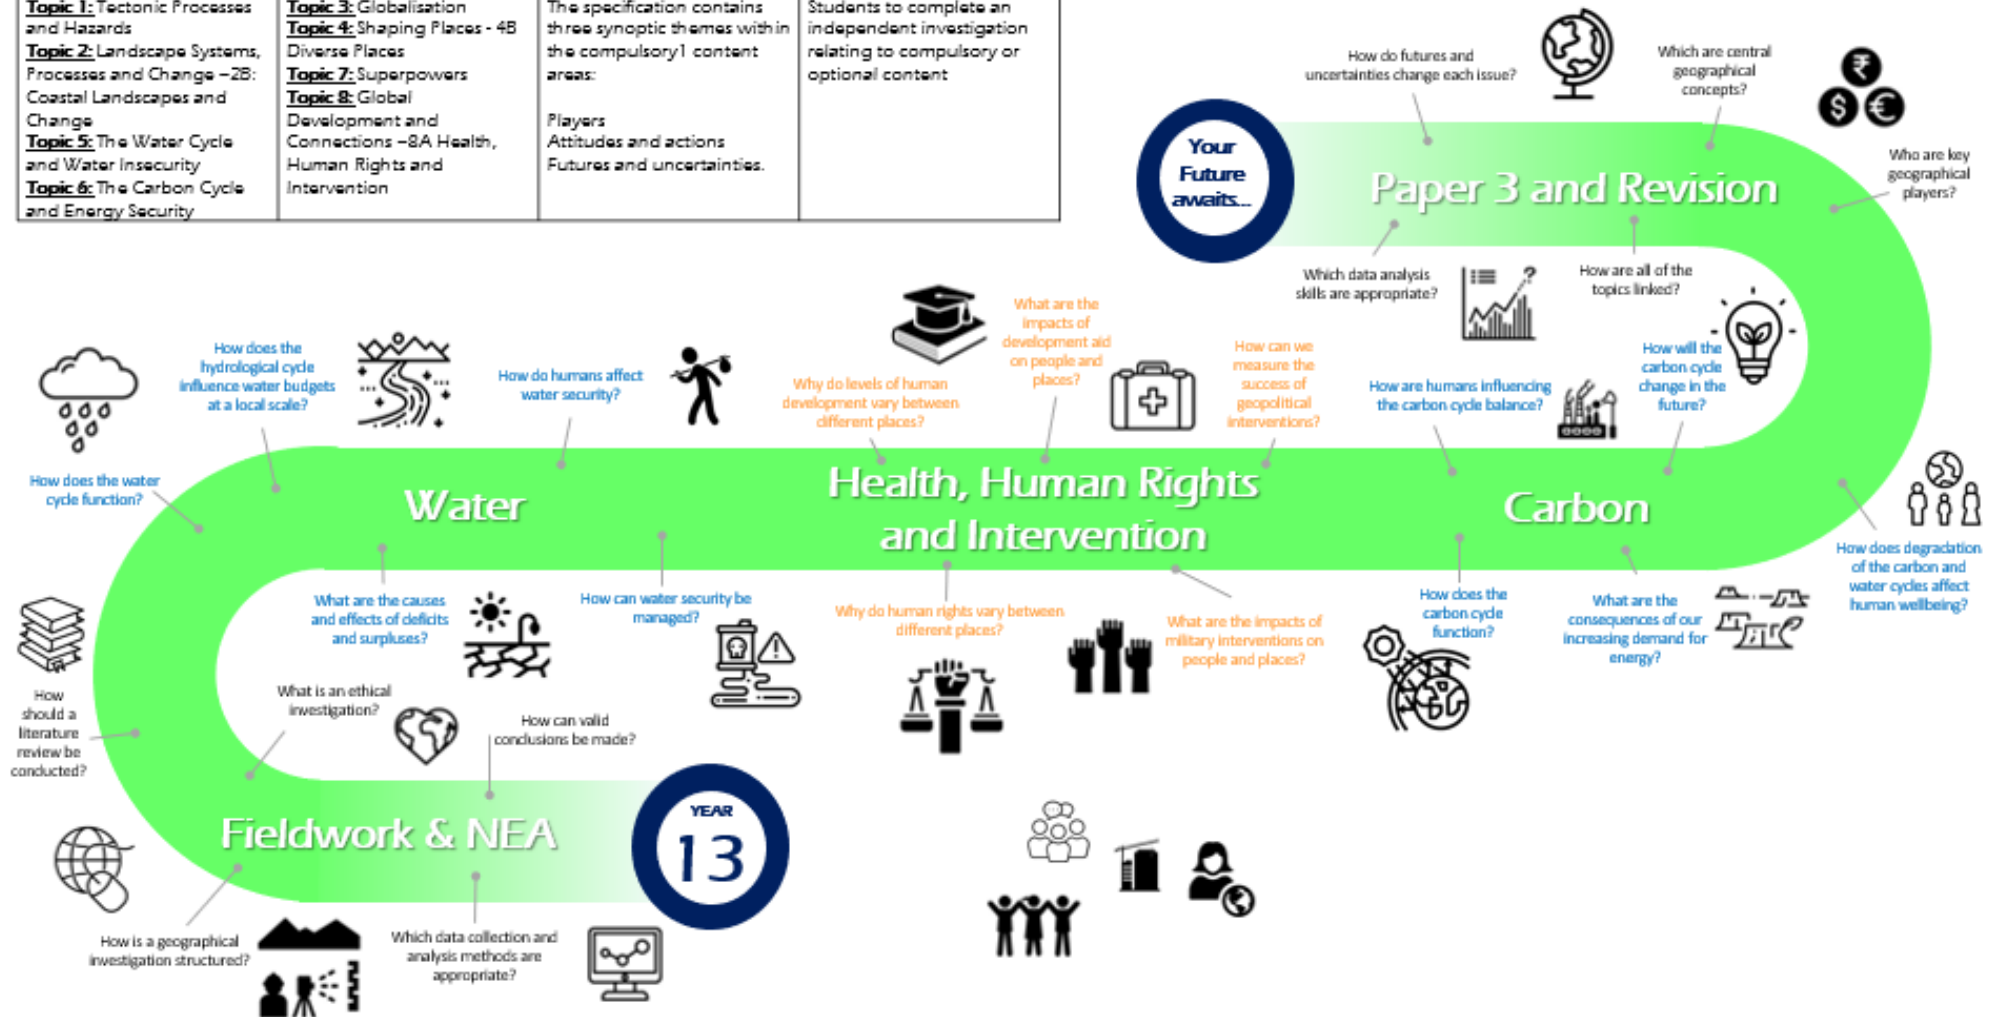 Topic 1: Tectonic Processes
and Hazards
Topic 2: Landscape Systems,
Processes and Change –2B:
Coastal Landscapes and
Change
Topic 5: The Water Cycle
and Water Insecurity
Topic 6: The Carbon Cycle
and Energy Security
Topic 3: Globalisation
Topic 4: Shaping Places - 4B
Diverse Places
Topic 7: Superpowers
Topic 8: Global
Development and
Connections –8A Health,
Human Rights and
Intervention
The specification contains
three synoptic themes within
the compulsory1 content
areas:
Players
Attitudes and actions
Futures and uncertainties.
Students to complete an
independent investigation
relating to compulsory or
optional content
How do futures and
uncertainties change each issue?
Which are central
geographical
concepts?
Who are key
geographical
players?
Your
Future
awaits...
Paper 3 and Revision
Which data analysis
skills are appropriate?
How are all of the
topics linked?
How does the
hydrological cycle
influence water budgets
at a local scale?
How do humans affect
water security?
Why do levels of human
development vary between
different places?
What are the
impacts of
development aid
on people and
places?
How can we
measure the
success of
geopolitical
interventions?
How are humans influencing
the carbon cycle balance?
How will the
carbon cycle
change in the
future?
How does the water
cycle function?
Water
Health, Human Rights
and Intervention
Carbon
What are the causes
and effects of deficits
and surpluses?
How can water security be
managed?
Why do human rights vary between
different places?
What are the impacts of
military interventions on
people and places?
How does the
carbon cycle
function?
What are the
consequences of our
increasing demand for
energy?
How does degradation
of the carbon and
water cycles affect
human wellbeing?
How
should a
literature
review be
conducted?
What is an ethical
investigation?
How can valid
conclusions be made?
Fieldwork & NEA
YEAR
13
How is a geographical
investigation structured?
Which data collection and
analysis methods are
appropriate?